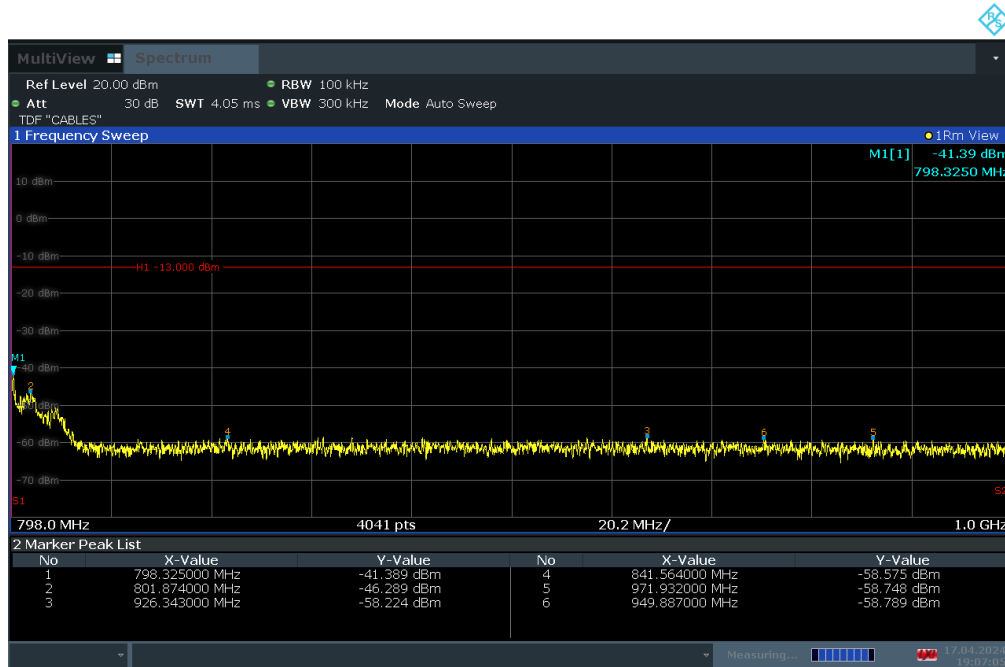 R&S
MultiView Spectrum
Ref Level 20.00 dBm RBW 100 kHz
Att 30 dB SWT 4.05 ms VBW 300 kHz Mode Auto Sweep
TDF "CABLES"
1 Frequency Sweep 1Rm View
M1[1] -41.39 dBm
798.3250 MHz
10 dBm
0 dBm
-10 dBm
H1 -13.000 dBm
-20 dBm
-30 dBm
M1
-40 dBm
2
-50 dBm
4 3 6 5
-60 dBm
-70 dBm
S1 S2
798.0 MHz 4041 pts 20.2 MHz/ 1.0 GHz
2 Marker Peak List
No X-Value Y-Value No X-Value Y-Value
1 798.325000 MHz -41.389 dBm 4 841.564000 MHz -58.575 dBm
2 801.874000 MHz -46.289 dBm 5 971.932000 MHz -58.748 dBm
3 926.343000 MHz -58.224 dBm 6 949.887000 MHz -58.789 dBm
Measuring... 17.04.2024